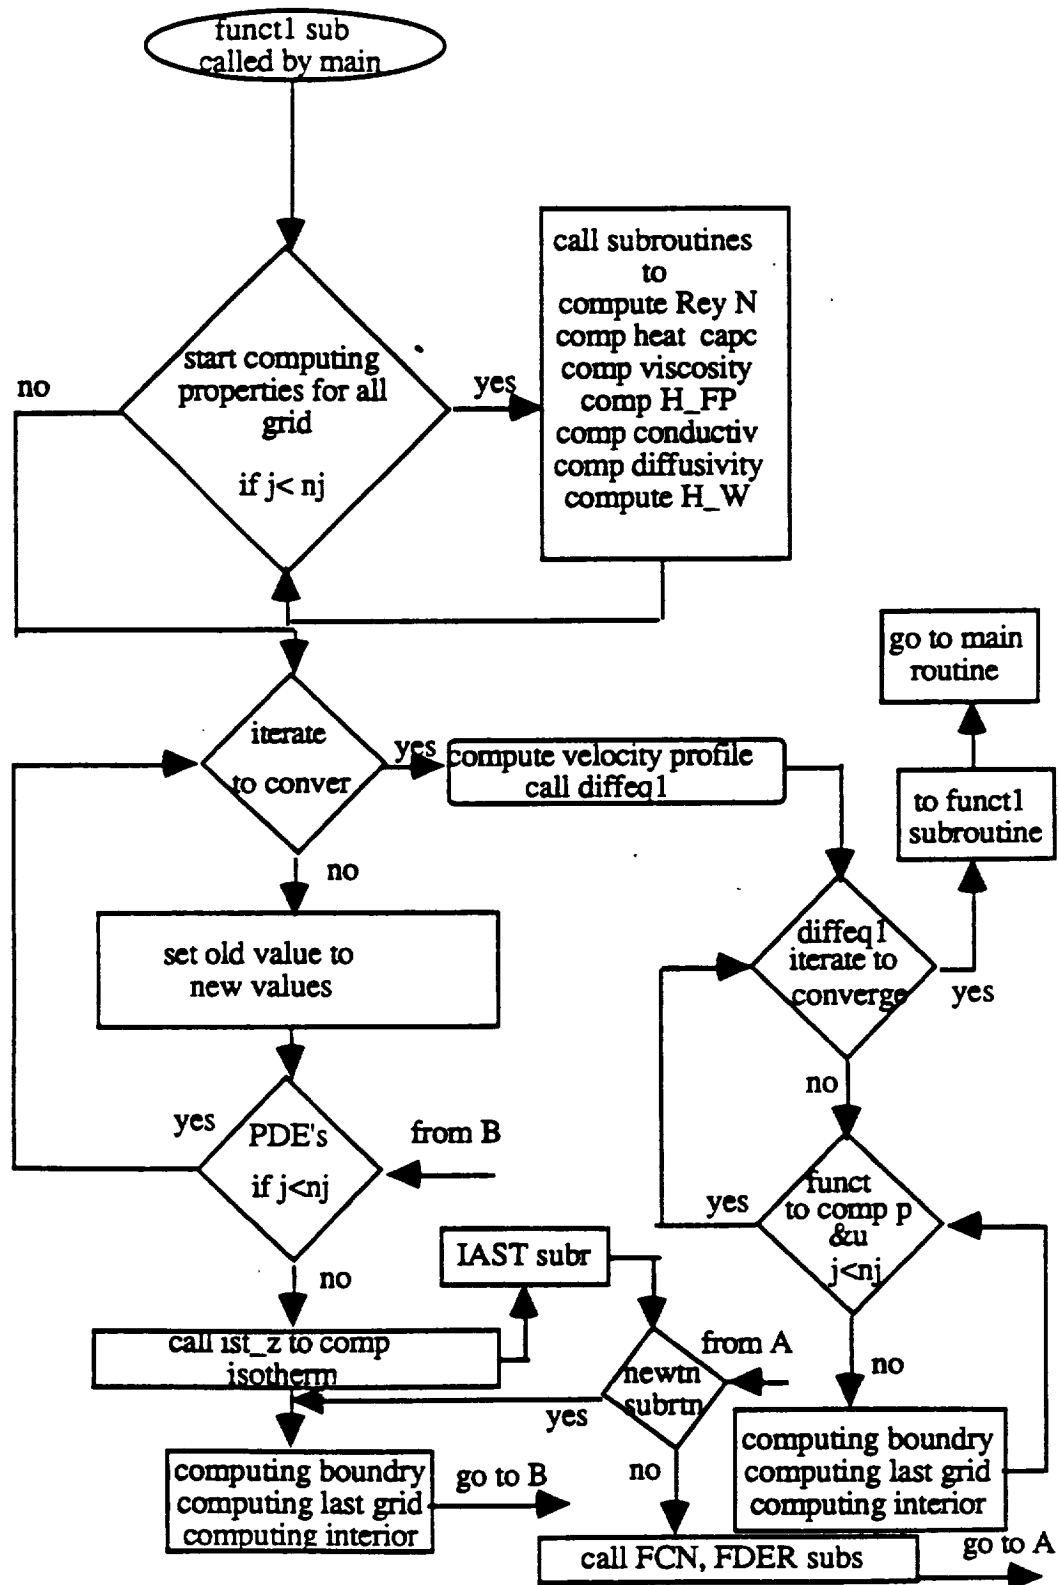 funct1 sub
called by main
start computing
properties for all
grid
if j< nj
no
yes
call subroutines
to
compute Rey N
comp heat capc
comp viscosity
comp H_FP
comp conductiv
comp diffusivity
compute H_W
go to main
routine
iterate
to conver
yes
compute velocity profile
call diffeq1
to funct1
subroutine
no
diffeq1
iterate to
converge
yes
set old value to
new values
no
yes
PDE's
if j<nj
from B
yes
funct
to comp p
&u
j<nj
no
IAST subr
call ist_z to comp
isotherm
from A
newtn
subrtn
yes
no
no
computing boundry
computing last grid
computing interior
go to B
computing boundry
computing last grid
computing interior
call FCN, FDER subs
go to A